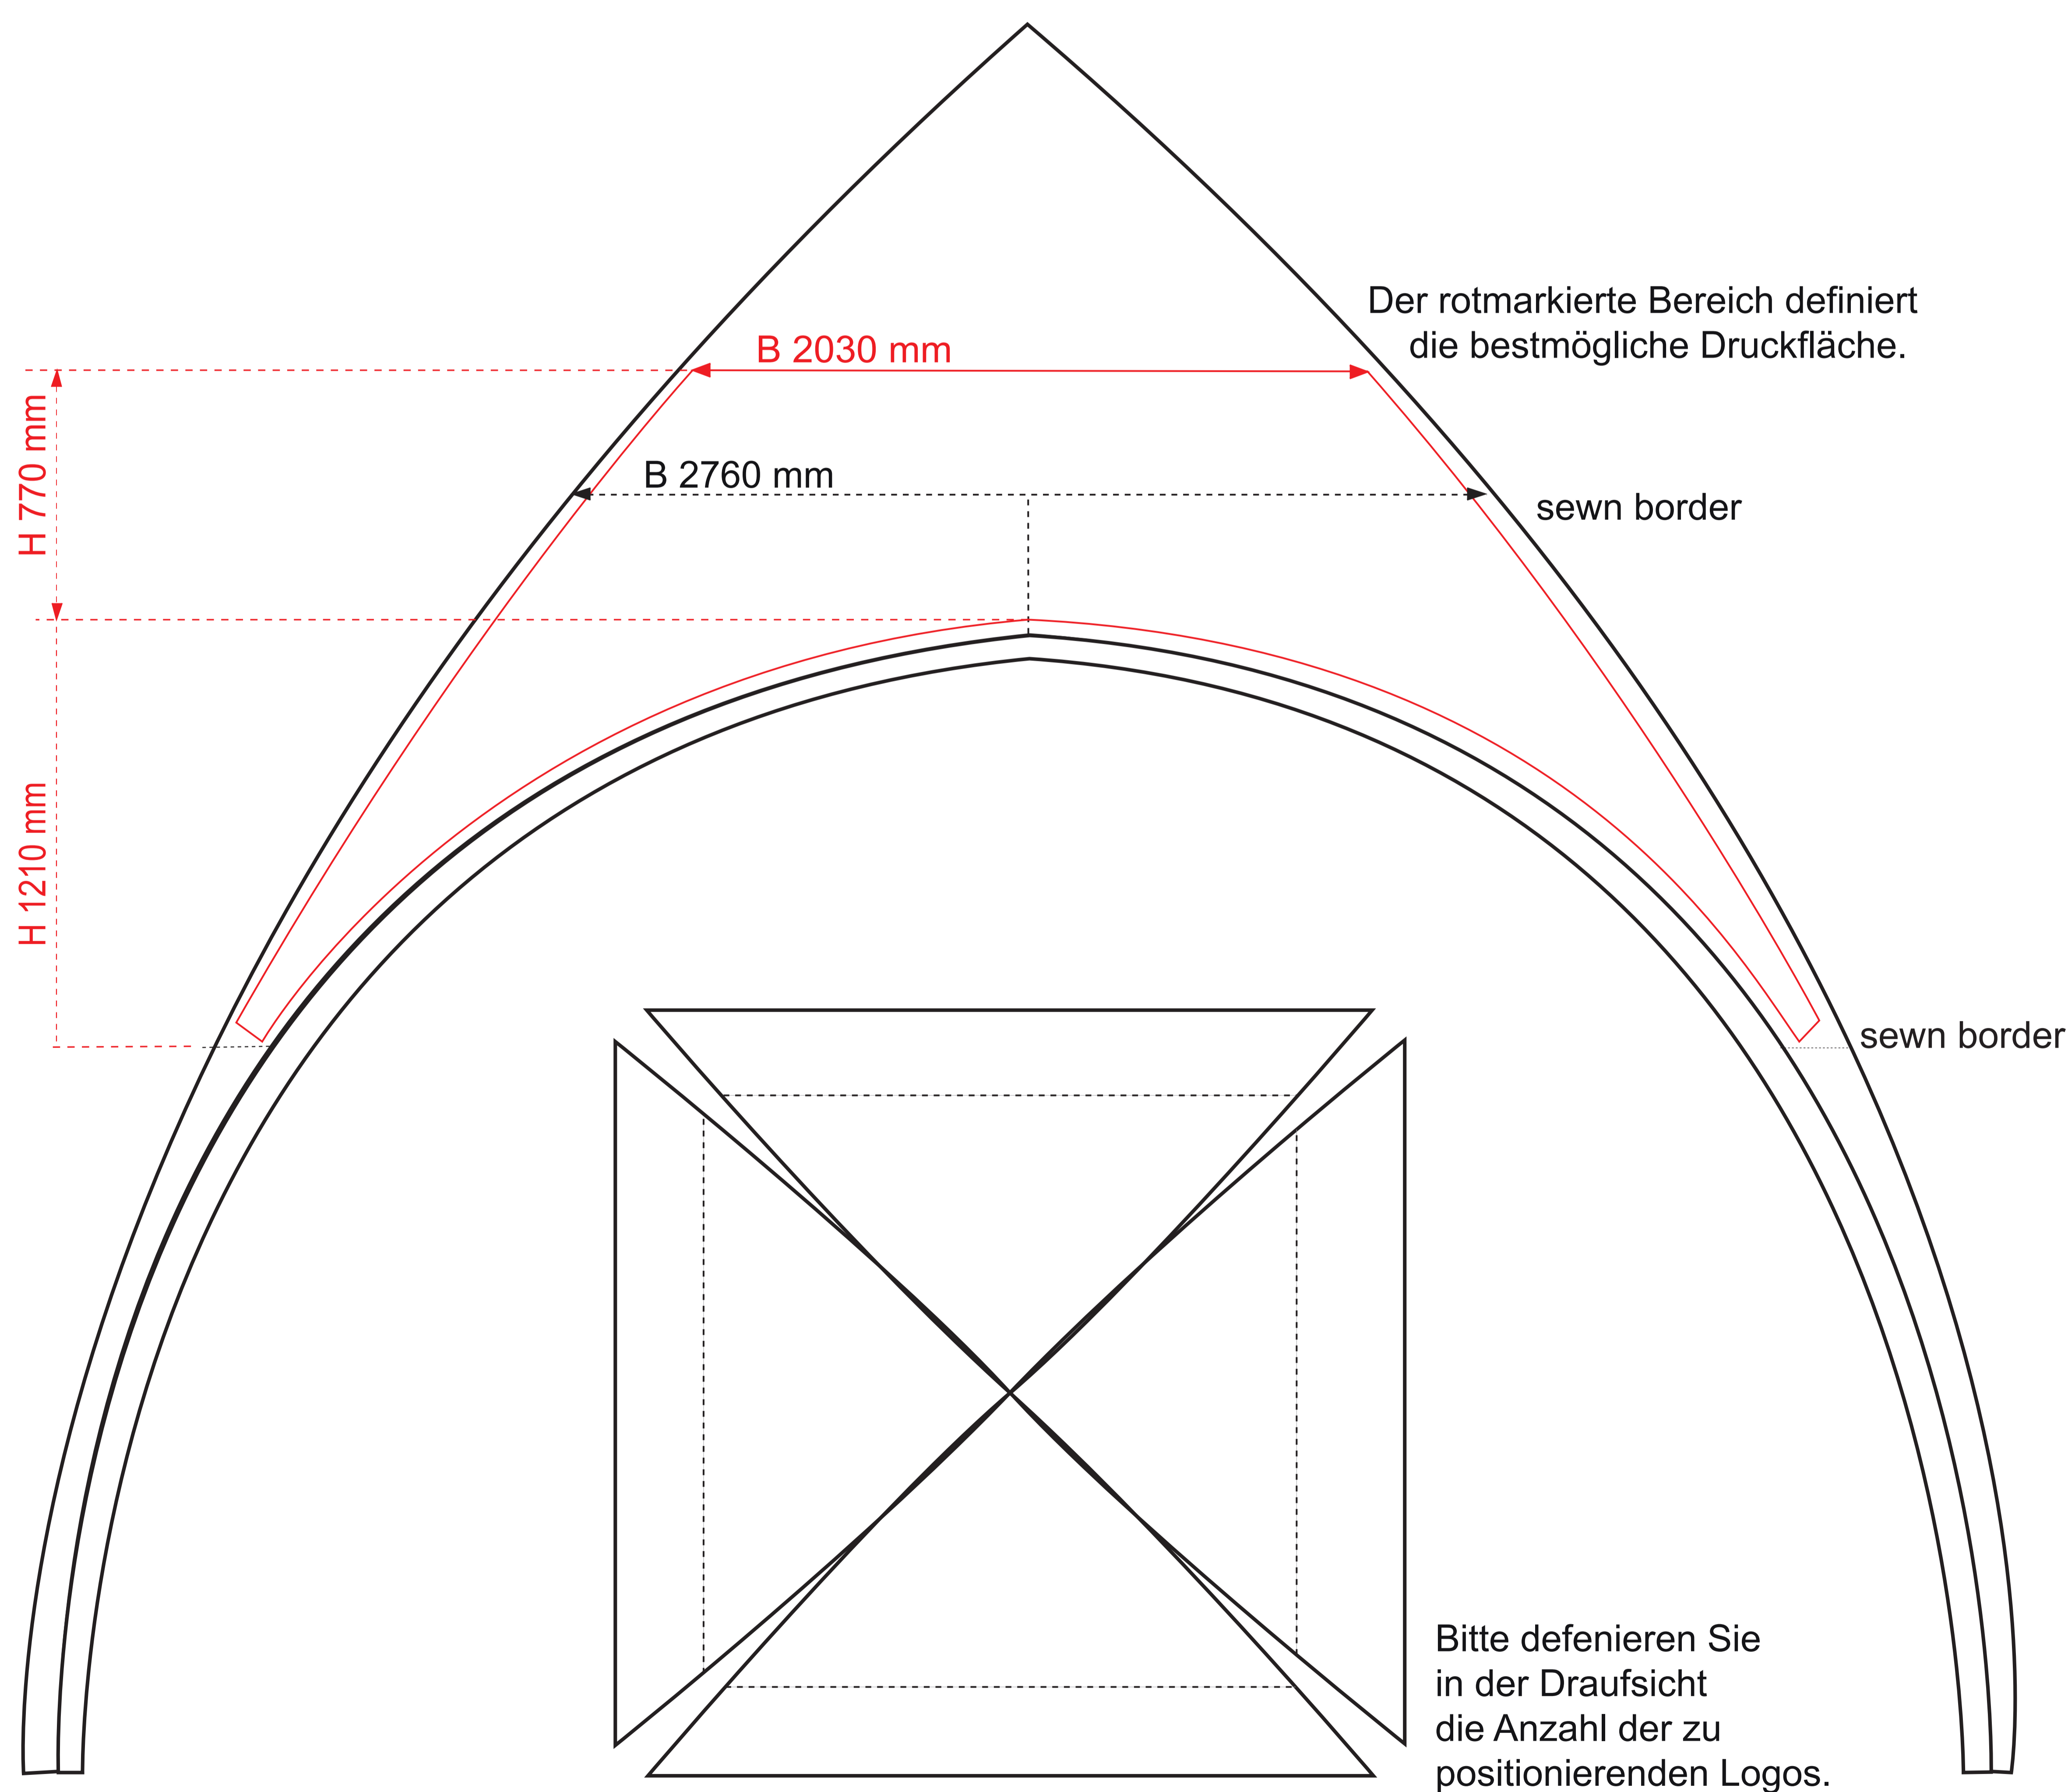 Der rotmarkierte Bereich definiert
die bestmögliche Druckfläche.
B 2030 mm
H 770 mm
B 2760 mm
sewn border
H 1210 mm
sewn border
Bitte defenieren Sie
in der Draufsicht
die Anzahl der zu
positionierenden Logos.